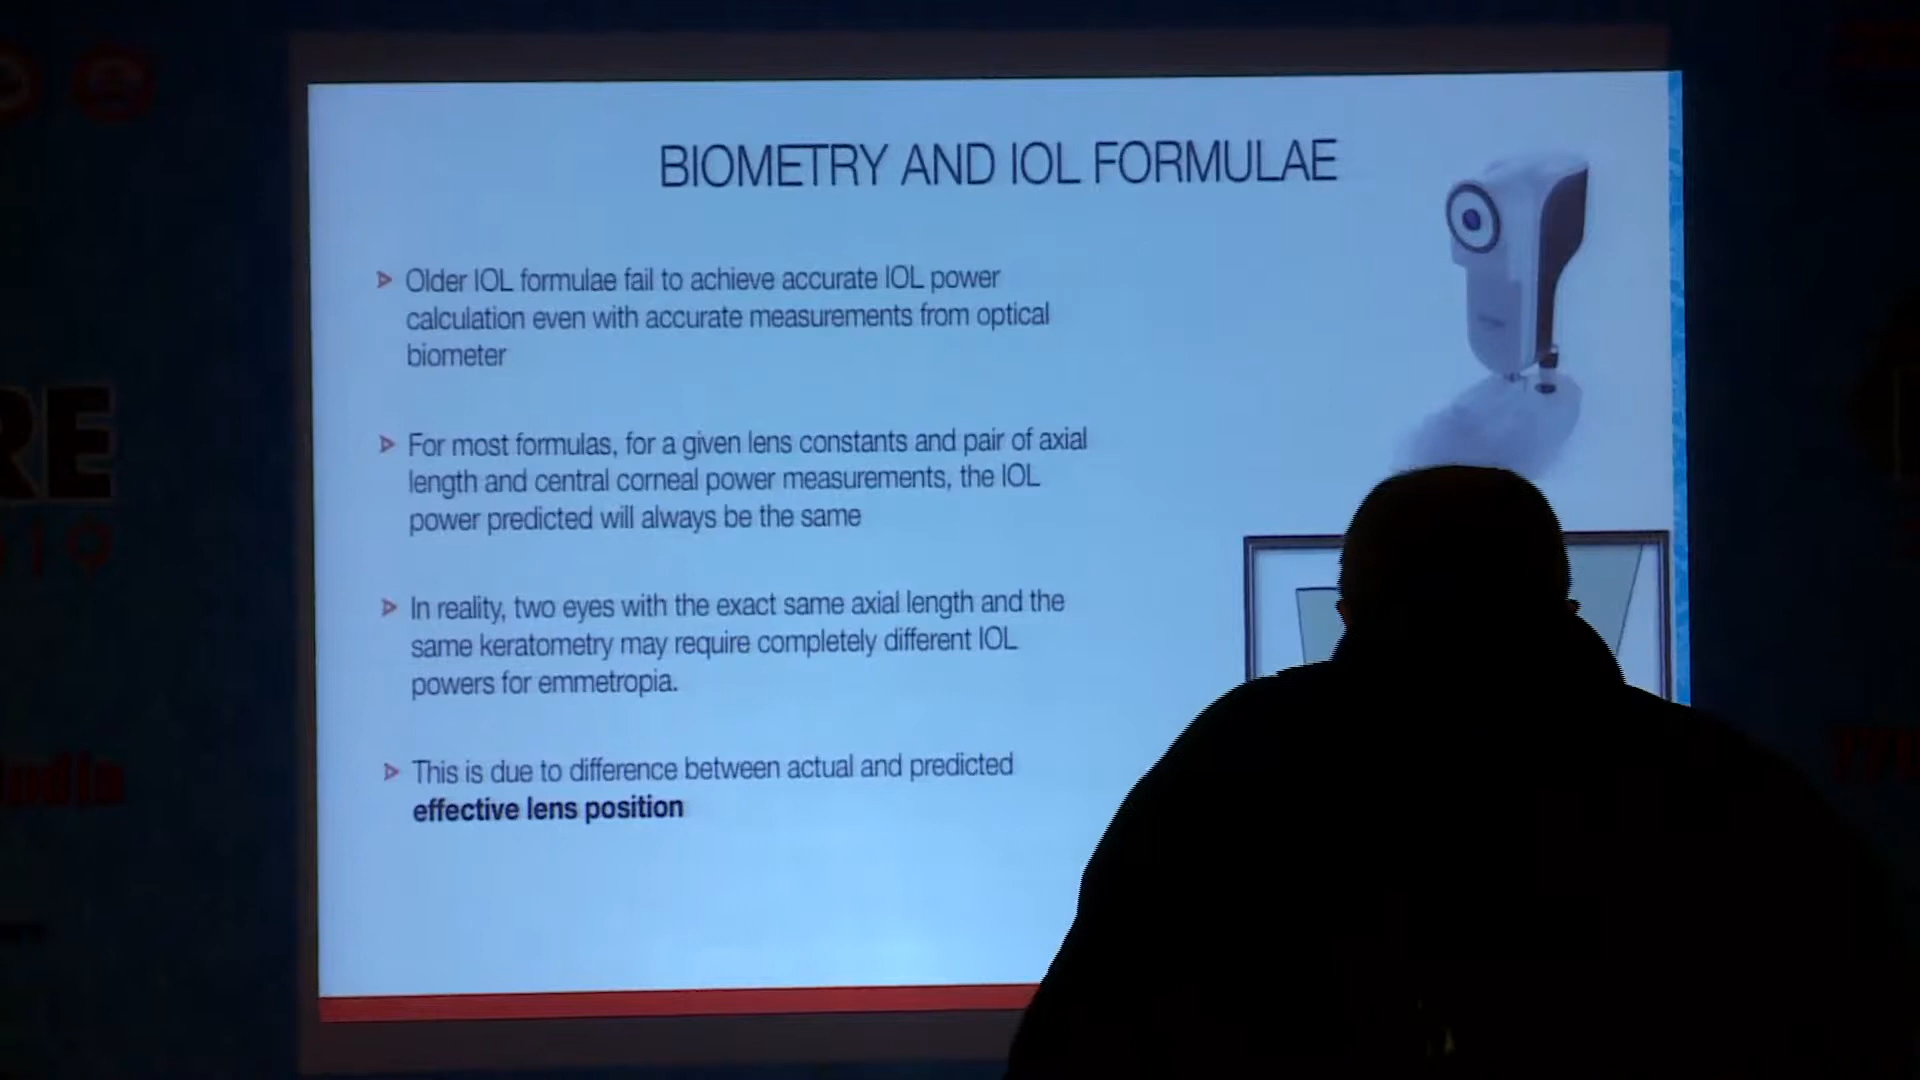 BIOMETRY AND IOL FORMULAE
Older IOL formulae fail to achieve accurate IOL power
calculation even with accurate measurements from optical
biometer
For most formulas, for a given lens constants and pair of axial
length and central corneal power measurements, the IOL
power predicted will always be the same
In reality, two eyes with the exact same axial length and the
same keratometry may require completely different IOL
powers for emmetropia.
This is due to difference between actual and predicted
effective lens position
RE